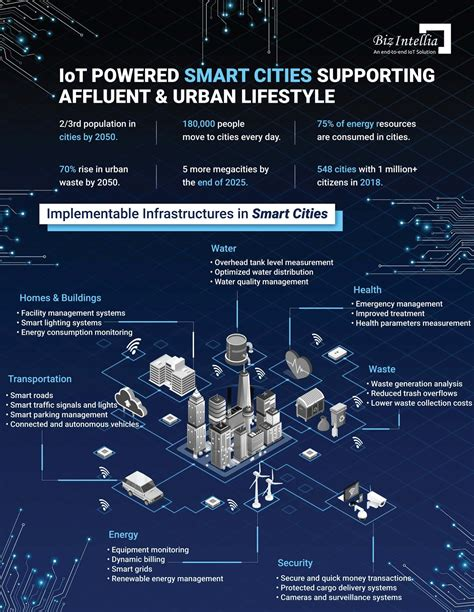 Biz Intellia
An end-to-end IoT Solution
IoT POWERED SMART CITIES SUPPORTING
AFFLUENT & URBAN LIFESTYLE
2/3rd population in
cities by 2050.
180,000 people
move to cities every day.
75% of energy resources
are consumed in cities.
70% rise in urban
waste by 2050.
5 more megacities by
the end of 2025.
548 cities with 1 million+
citizens in 2018.
Implementable Infrastructures in Smart Cities
Water
• Overhead tank level measurement
• Optimized water distribution
• Water quality management
Homes & Buildings
• Facility management systems
• Smart lighting systems
• Energy consumption monitoring
Health
• Emergency management
• Improved treatment
• Health parameters measurement
Transportation
• Smart roads
• Smart traffic signals and lights
• Smart parking management
• Connected and autonomous vehicles
Waste
• Waste generation analysis
• Reduced trash overflows
• Lower waste collection costs
Energy
• Equipment monitoring
• Dynamic billing
• Smart grids
• Renewable energy management
Security
• Secure and quick money transactions
• Protected cargo delivery systems
• Cameras and surveillance systems